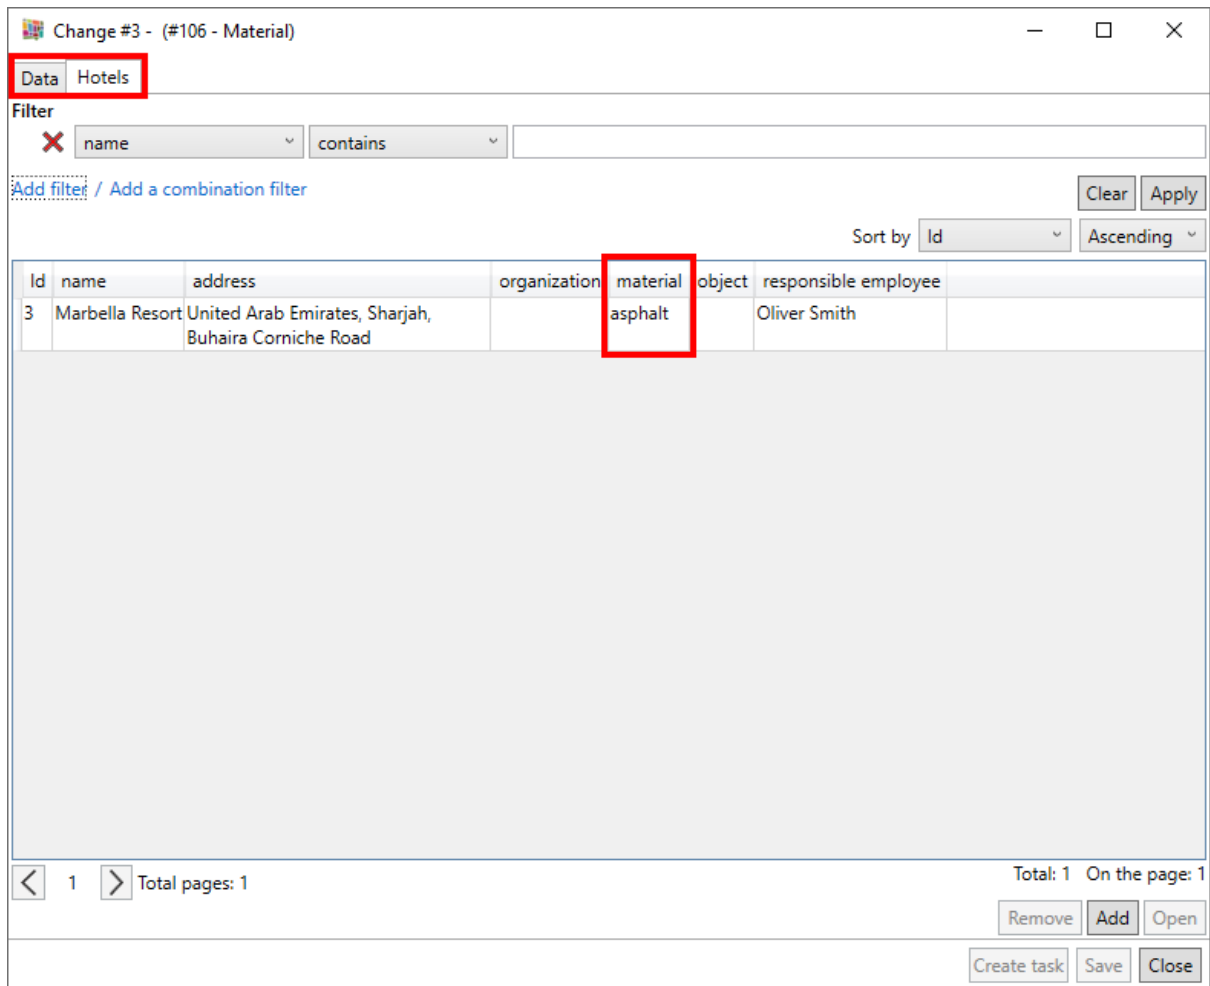 Change #3 -  (#106 - Material)
Data Hotels
Filter
name contains
Add filter / Add a combination filter Clear Apply
Sort by Id Ascending
Id name address organization material object responsible employee
3 Marbella Resort United Arab Emirates, Sharjah, asphalt Oliver Smith
Buhaira Corniche Road
1 Total pages: 1 Total: 1 On the page: 1
Remove Add Open
Create task Save Close